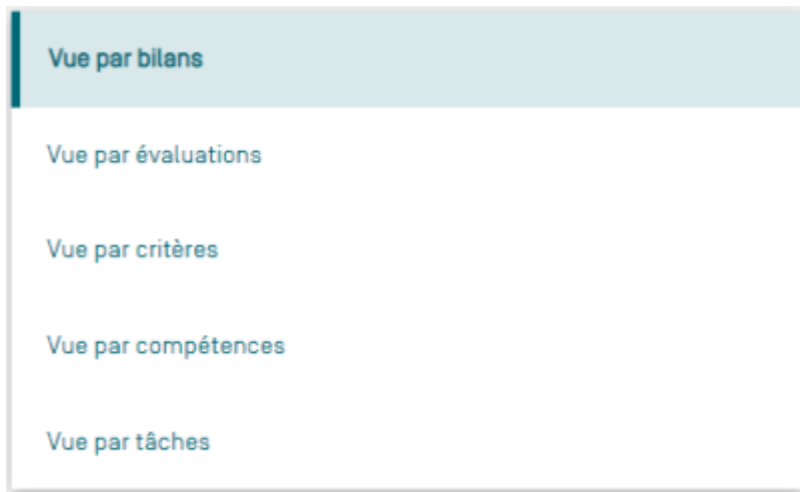 Vue par bilans
Vue par évaluations
Vue par critères
Vue par compétences
Vue par tâches